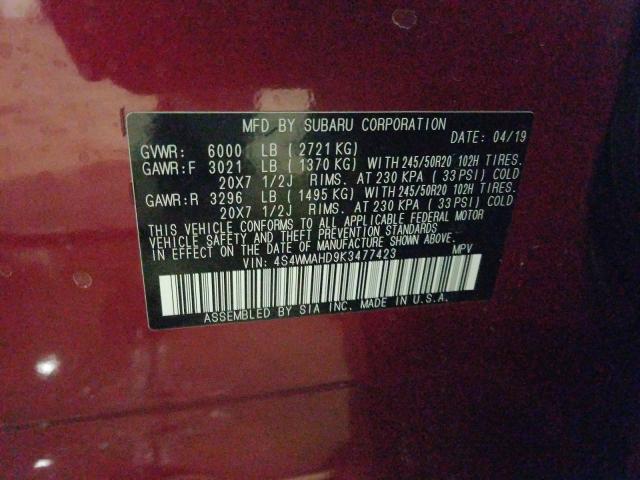 MFD BY SUBARU CORPORATION
DATE: 04/19
GVWR: 6000 LB (2721 KG)
GAWR:F 3021 LB (1370 KG) WITH 245/50R20 102H TIRES.
20X7 1/2J RIMS. AT 230 KPA (33 PSI) COLD
GAWR:R 3296 LB (1495 KG) WITH 245/50R20 102H TIRES.
20X7 1/2J RIMS. AT 230 KPA (33 PSI) COLD
THIS VEHICLE CONFORMS TO ALL APPLICABLE FEDERAL MOTOR
VEHICLE SAFETY AND THEFT PREVENTION STANDARDS
IN EFFECT ON THE DATE OF MANUFACTURE SHOWN ABOVE.
VIN: 4S4WMAHD9K3477423 MPV
ASSEMBLED BY SIA INC. MADE IN U.S.A.